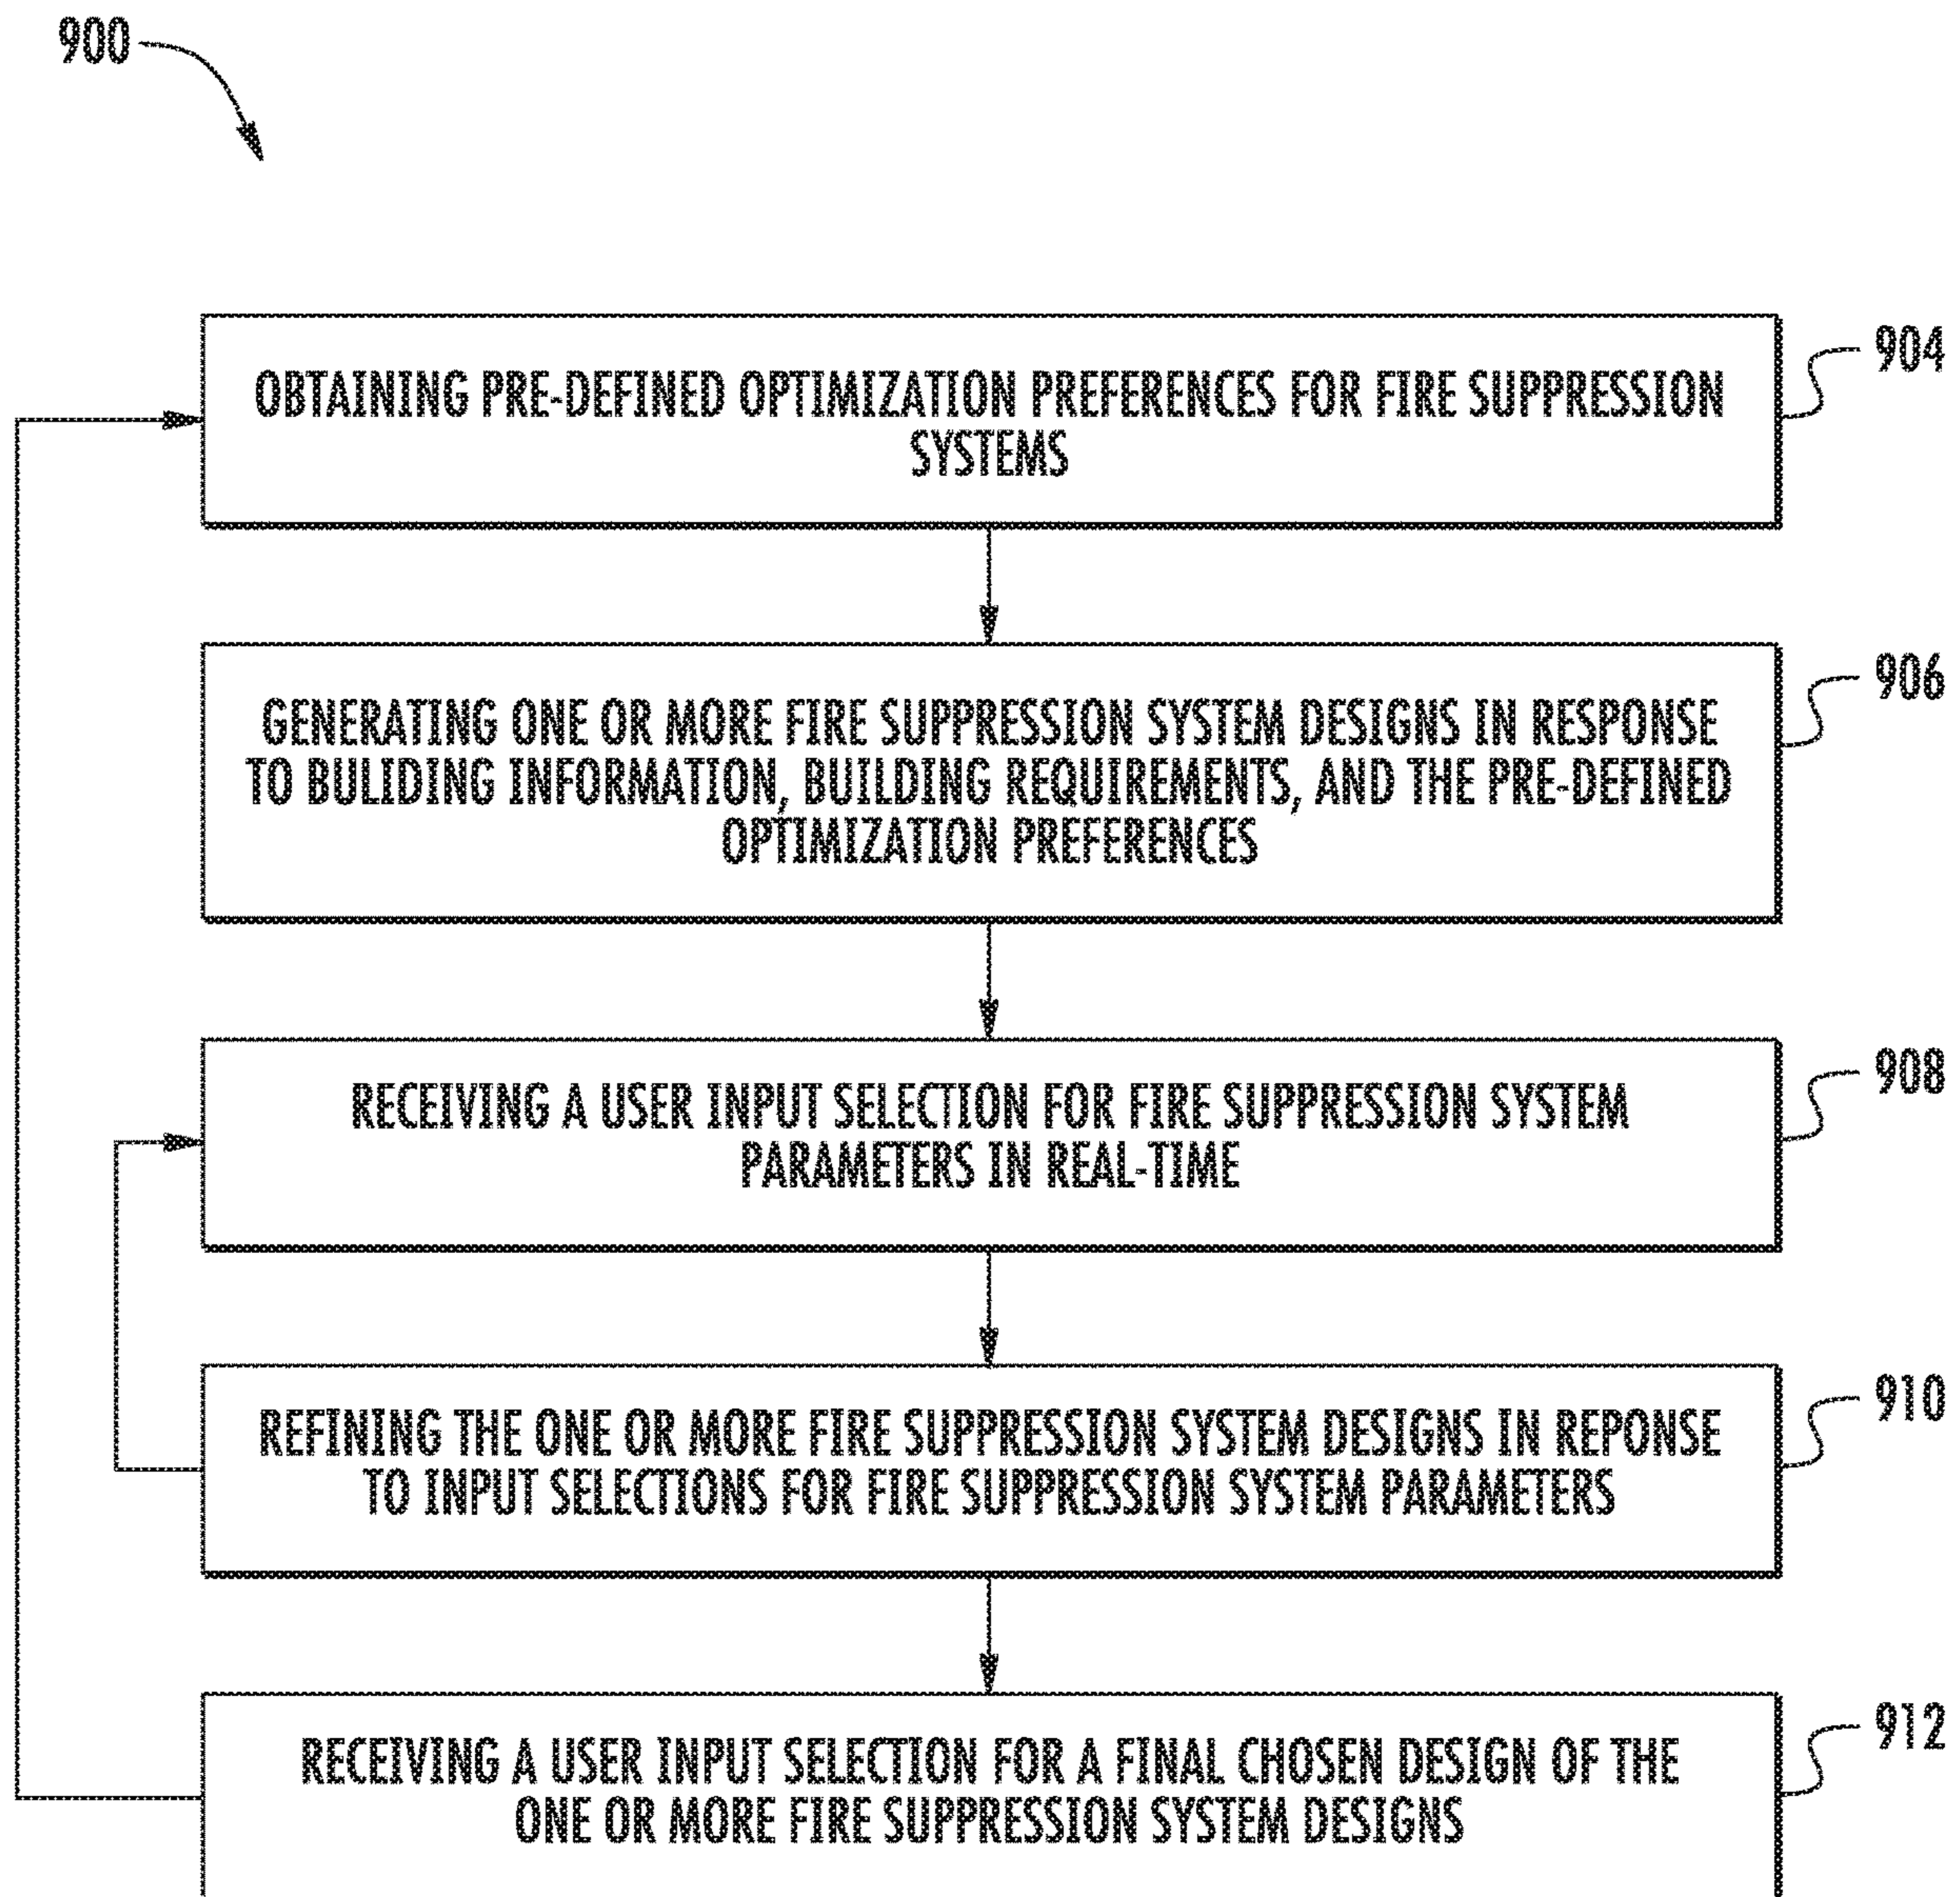 900
OBTAINING PRE-DEFINED OPTIMIZATION PREFERENCES FOR FIRE SUPPRESSION
SYSTEMS
904
GENERATING ONE OR MORE FIRE SUPPRESSION SYSTEM DESIGNS IN RESPONSE
TO BULIDING INFORMATION, BUILDING REQUIREMENTS, AND THE PRE-DEFINED
OPTIMIZATION PREFERENCES
906
RECEIVING A USER INPUT SELECTION FOR FIRE SUPPRESSION SYSTEM
PARAMETERS IN REAL-TIME
908
REFINING THE ONE OR MORE FIRE SUPPRESSION SYSTEM DESIGNS IN REPONSE
TO INPUT SELECTIONS FOR FIRE SUPPRESSION SYSTEM PARAMETERS
910
RECEIVING A USER INPUT SELECTION FOR A FINAL CHOSEN DESIGN OF THE
ONE OR MORE FIRE SUPPRESSION SYSTEM DESIGNS
912